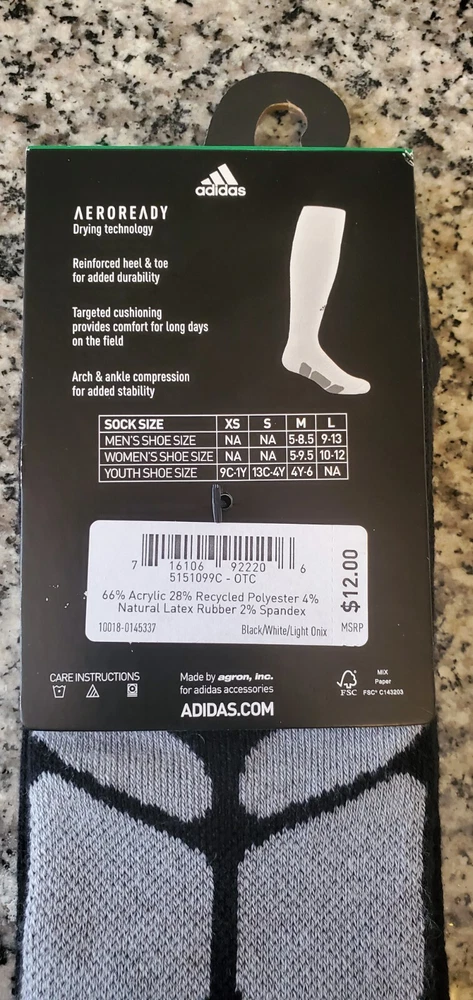 adidas
AEROREADY
Drying technology
Reinforced heel & toe
for added durability
Targeted cushioning
provides comfort for long days
on the field
Arch & ankle compression
for added stability
SOCK SIZE XS S M L
MEN'S SHOE SIZE NA NA 5-8.5 9-13
WOMEN'S SHOE SIZE NA NA 5-9.5 10-12
YOUTH SHOE SIZE 9C-1Y 13C-4Y 4Y-6 NA
7 16106 92220 6
5151099C - OTC
66% Acrylic 28% Recycled Polyester 4%
Natural Latex Rubber 2% Spandex
10018-0145337 Black/White/Light Onix
$12.00
MSRP
CARE INSTRUCTIONS
Made by agron, inc.
for adidas accessories
ADIDAS.COM
FSC
MIX
Paper
FSC® C143203